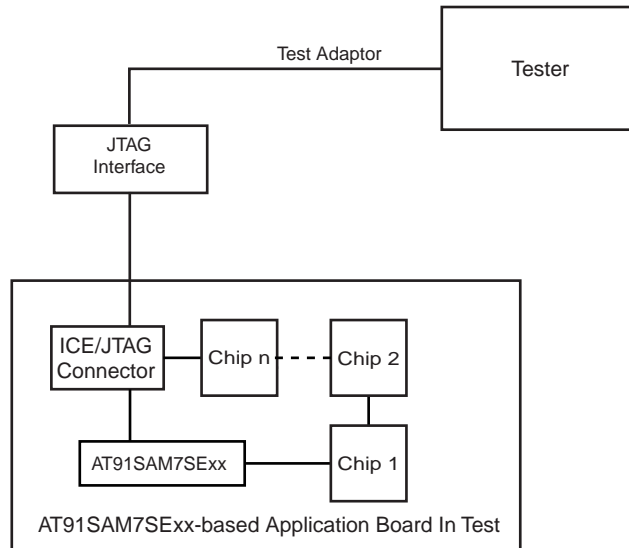 Test Adaptor
Tester
JTAG
Interface
ICE/JTAG
Connector
Chip n
Chip 2
AT91SAM7SExx
Chip 1
AT91SAM7SExx-based Application Board In Test